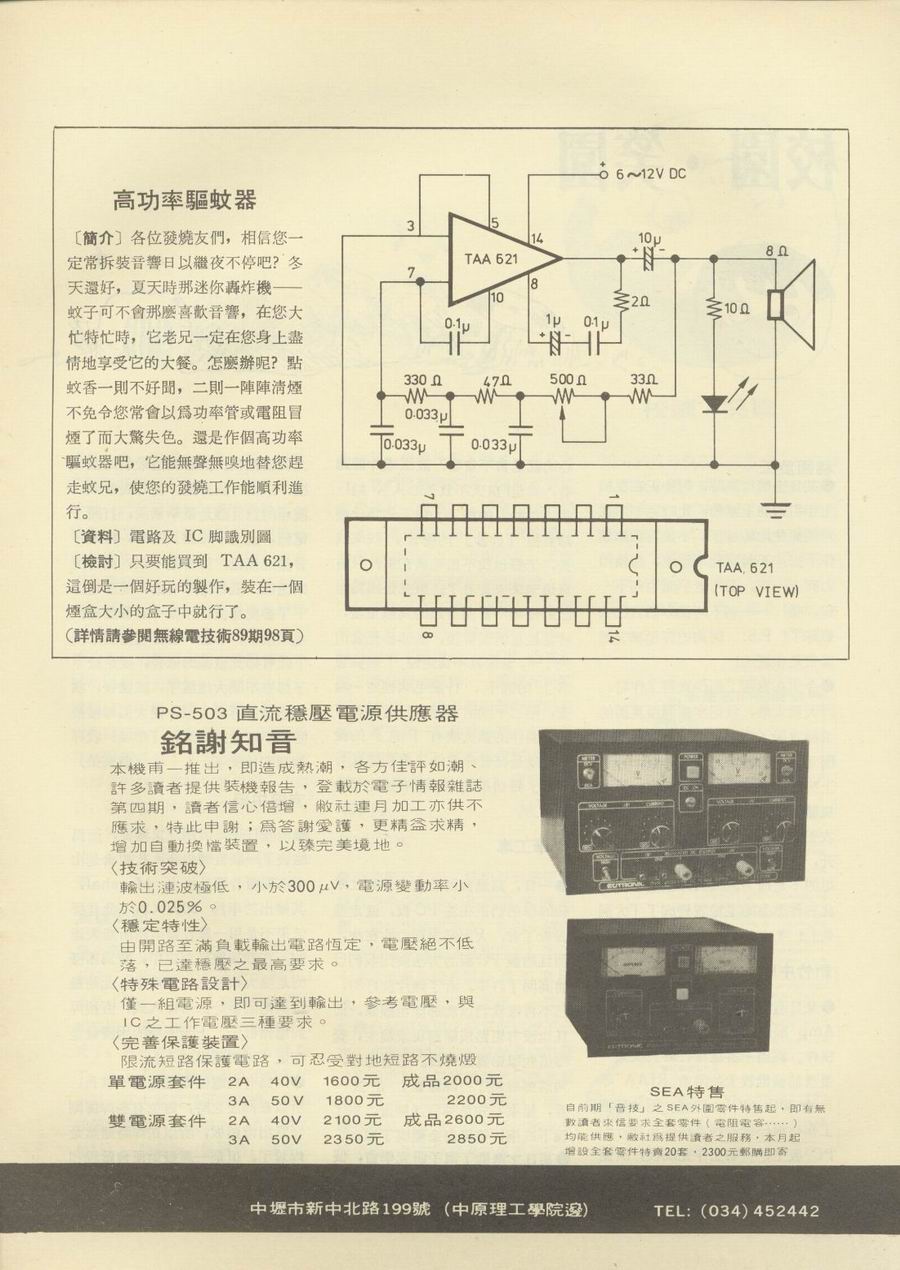 高功率驅蚊器
〔簡介〕各位發燒友們，相信您一
定常拆裝音響日以繼夜不停吧？冬
天還好，夏天時那迷你轟炸機——
蚊子可不會那麽喜歡音響，在您大
忙特忙時，它老兄一定在您身上盡
情地享受它的大餐。怎麽辦呢？點
蚊香一則不好聞，二則一陣陣清煙
不免令您常會以爲功率管或電阻冒
煙了而大驚失色。還是作個高功率
驅蚊器吧，它能無聲無嗅地替您趕
走蚊兄，使您的發燒工作能順利進
行。
〔資料〕電路及 IC 脚識別圖
〔檢討〕只要能買到 TAA 621，
這倒是一個好玩的製作，裝在一個
煙盒大小的盒子中就行了。
（詳情請參閱無線電技術89期98頁）
+
6～12V DC
3
5
14
TAA 621
7
10
8
10μ
+ -
8Ω
2Ω
10Ω
0·1μ
1μ
+ -
0·1μ
330 Ω
47Ω
500 Ω
33Ω
0·033μ
0·033μ
0·033μ
7
1
TAA. 621
(TOP VIEW)
8
14
PS-503 直流穩壓電源供應器
銘謝知音
本機甫一推出，即造成熱潮，各方佳評如潮、
許多讀者提供裝機報告，登載於電子情報雜誌
第四期，讀者信心倍增，敝社連月加工亦供不
應求，特此申謝；爲答謝愛護，更精益求精，
增加自動換檔裝置，以臻完美境地。
〈技術突破〉
輸出漣波極低，小於300μV，電源變動率小
於0.025%。
〈穩定特性〉
由開路至滿負載輸出電路恆定，電壓絕不低
落，已達穩壓之最高要求。
〈特殊電路設計〉
僅一組電源，即可達到輸出，參考電壓，與
IC之工作電壓三種要求。
〈完善保護裝置〉
限流短路保護電路，可忍受對地短路不燒燬
單電源套件 2A 40V 1600元 成品2000元
3A 50V 1800元 2200元
雙電源套件 2A 40V 2100元 成品2600元
3A 50V 2350元 2850元
SEA特售
自前期「音技」之SEA外圍零件特售起，即有無
數讀者來信要求全套零件（電阻電容……）
均能供應，敝社爲提供讀者之服務，本月起
增設全套零件特賣20套，2300元郵購即寄
中壢市新中北路199號（中原理工學院邊）
TEL: (034) 452442